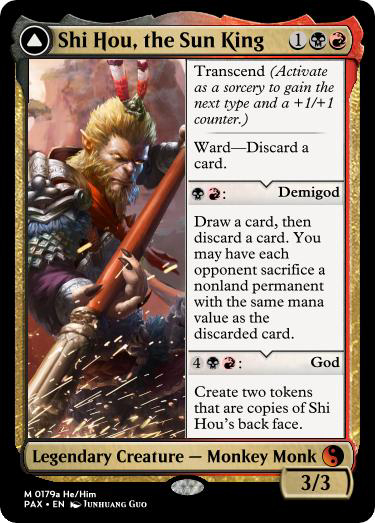 Shi Hou, the Sun King 1
Transcend (Activate
as a sorcery to gain the
next type and a +1/+1
counter.)
Ward—Discard a
card.
: Demigod
Draw a card, then
discard a card. You
may have each
opponent sacrifice a
nonland permanent
with the same mana
value as the
discarded card.
4 : God
Create two tokens
that are copies of Shi
Hou's back face.
Legendary Creature — Monkey Monk
3/3
M 0179a He/Him
PAX • EN Junhuang Guo